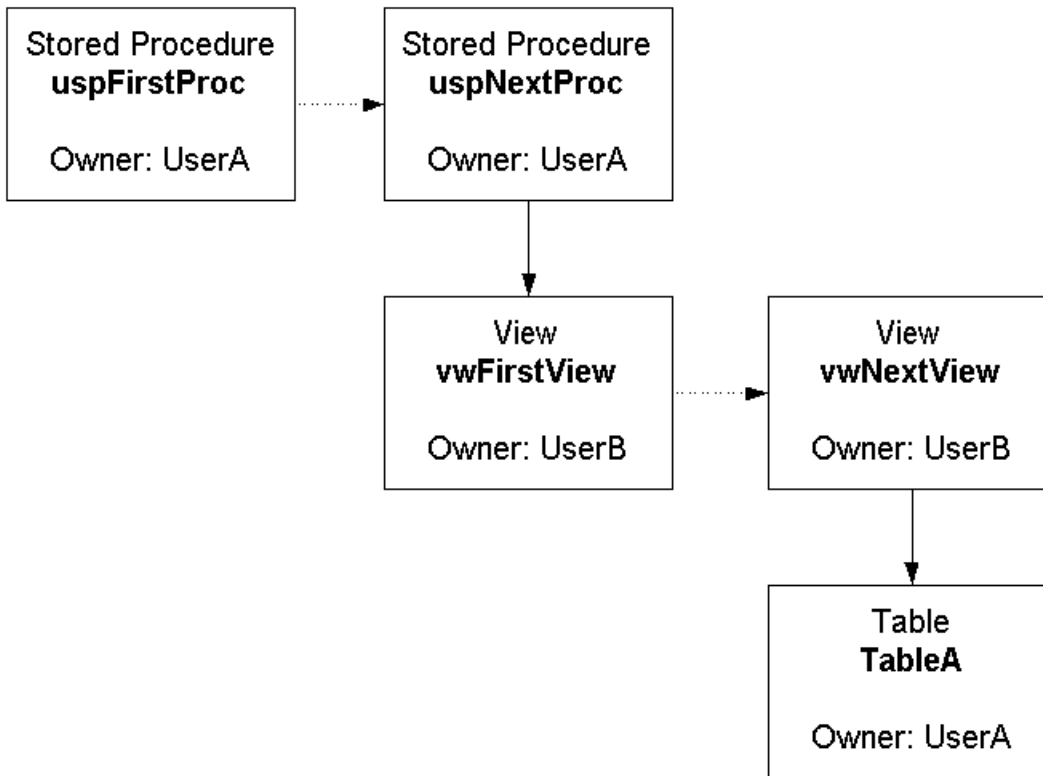 Stored Procedure
uspFirstProc
Owner: UserA
Stored Procedure
uspNextProc
Owner: UserA
View
vwFirstView
Owner: UserB
View
vwNextView
Owner: UserB
Table
TableA
Owner: UserA